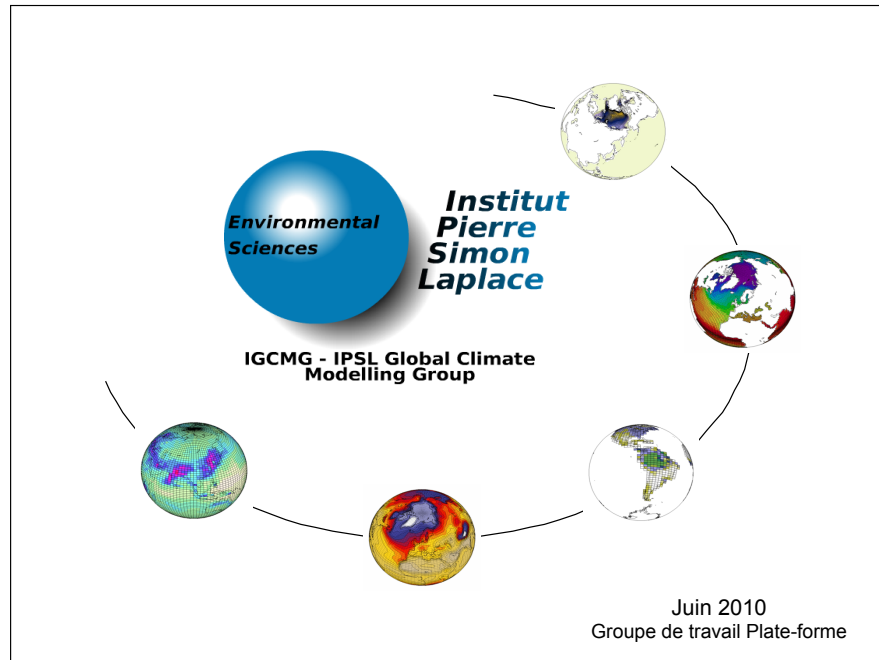 Environmental
Sciences
Institut
Pierre
Simon
Laplace
IGCMG - IPSL Global Climate
Modelling Group
Juin 2010
Groupe de travail Plate-forme